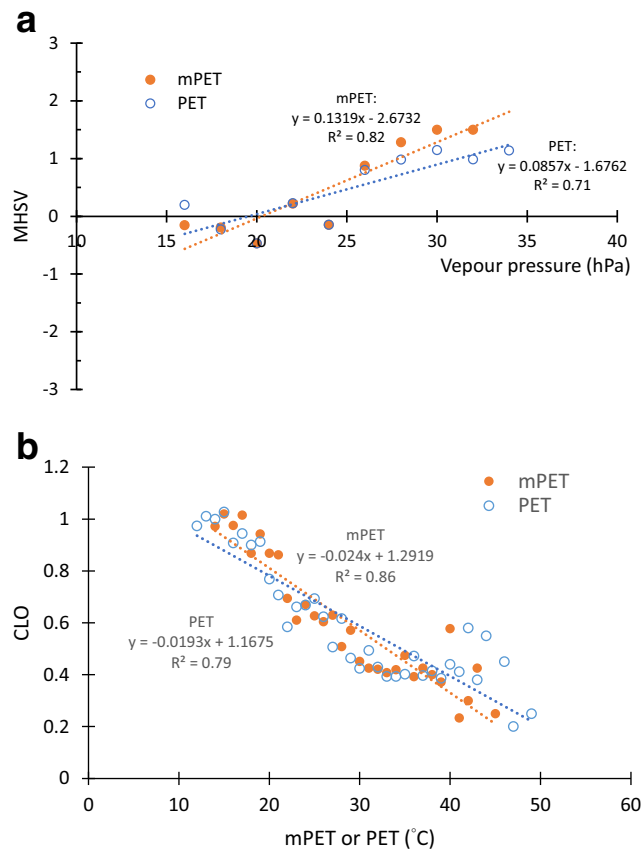 a
3
2
1
0
-1
-2
-3
MHSV
mPET
PET
mPET:
y = 0.1319x - 2.6732
R² = 0.82
PET:
y = 0.0857x - 1.6762
R² = 0.71
10 15 20 25 30 35 40
Vepour pressure (hPa)
b
1.2
1
0.8
0.6
0.4
0.2
0
CLO
mPET
PET
mPET
y = -0.024x + 1.2919
R² = 0.86
PET
y = -0.0193x + 1.1675
R² = 0.79
0 10 20 30 40 50 60
mPET or PET (°C)